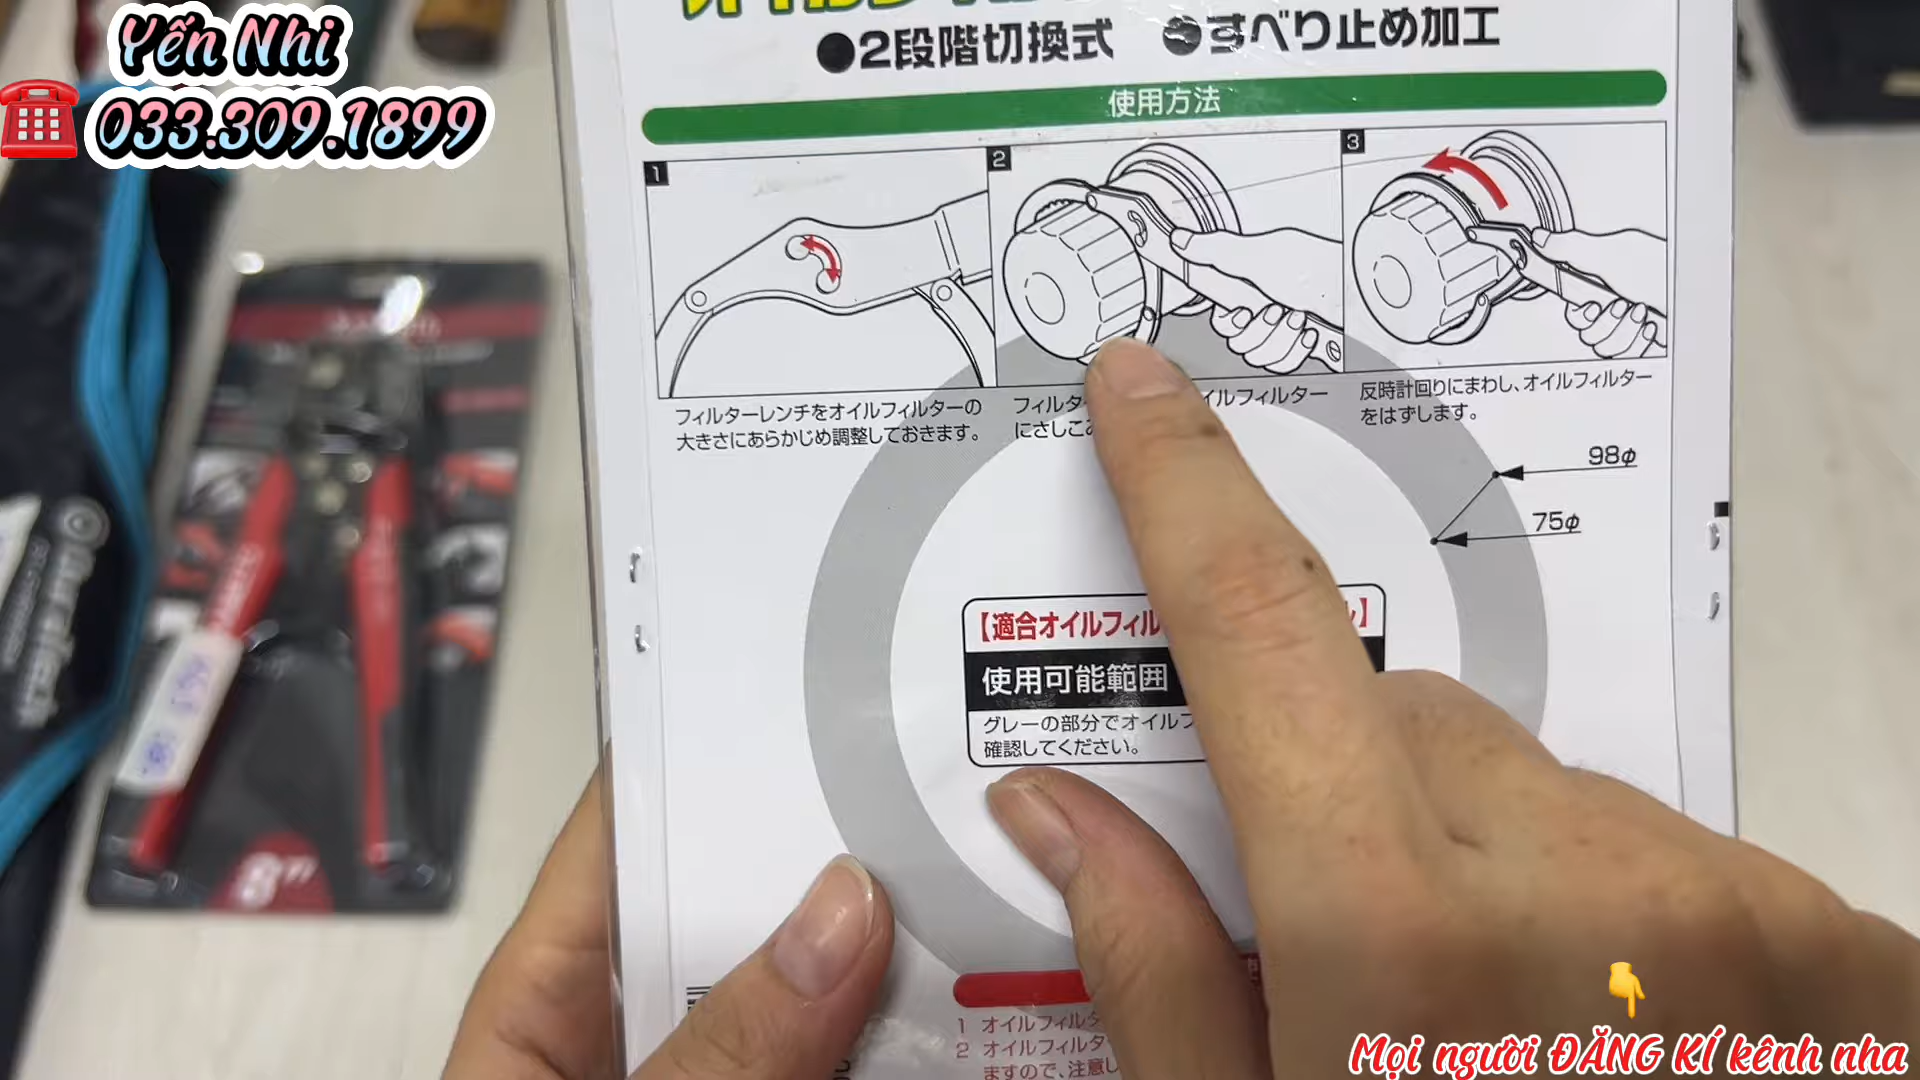 Yến Nhi
033.309.1899
●2段階切換式 ●すべり止め加工
使用方法
1
2
3
フィルターレンチをオイルフィルターの
大きさにあらかじめ調整しておきます。
フィルタ
イルフィルター
にさしこ
反時計回りにまわし、オイルフィルター
をはずします。
98φ
75φ
【適合オイルフィル
ル】
使用可能範囲
グレーの部分でオイルフ
確認してください。
1 オイルフィルタ
2 オイルフィルタ
ますので、注意し
8"
Mọi người ĐĂNG KÍ kênh nha